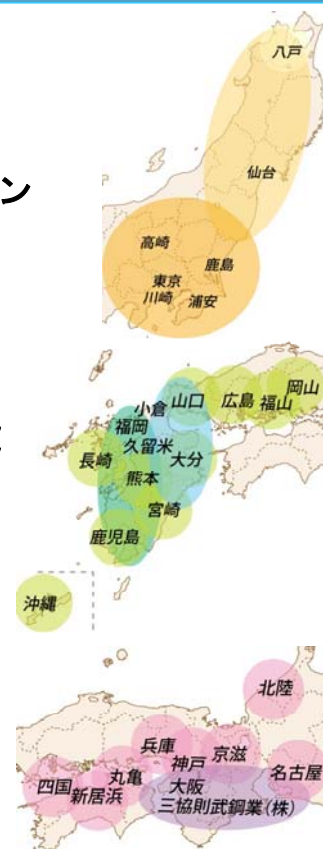 八戸
ン
仙台
高崎
鹿島
東京
川崎
浦安
岡山
山口
広島
福山
小倉
福岡
久留米
長崎
大分
熊本
宮崎
鹿児島
沖縄
北陸
兵庫
京滋
神戸
名古屋
丸亀
大阪
四国
新居浜
三協則武鋼業(株)